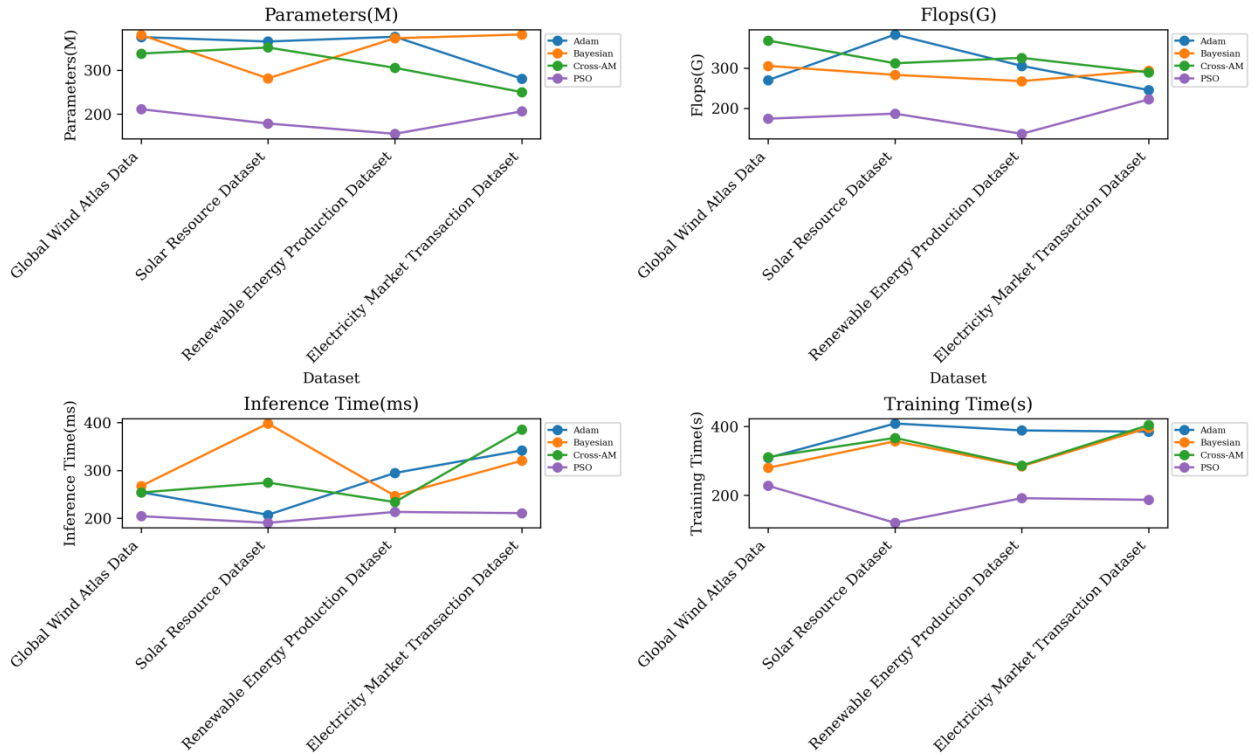 Parameters(M)
Parameters(M)
300
200
Adam
Bayesian
Cross-AM
PSO
Global Wind Atlas Data
Solar Resource Dataset
Renewable Energy Production Dataset
Electricity Market Transaction Dataset
Dataset
Flops(G)
Flops(G)
300
200
Adam
Bayesian
Cross-AM
PSO
Global Wind Atlas Data
Solar Resource Dataset
Renewable Energy Production Dataset
Electricity Market Transaction Dataset
Dataset
Inference Time(ms)
Inference Time(ms)
400
300
200
Adam
Bayesian
Cross-AM
PSO
Global Wind Atlas Data
Solar Resource Dataset
Renewable Energy Production Dataset
Electricity Market Transaction Dataset
Training Time(s)
Training Time(s)
400
200
Adam
Bayesian
Cross-AM
PSO
Global Wind Atlas Data
Solar Resource Dataset
Renewable Energy Production Dataset
Electricity Market Transaction Dataset